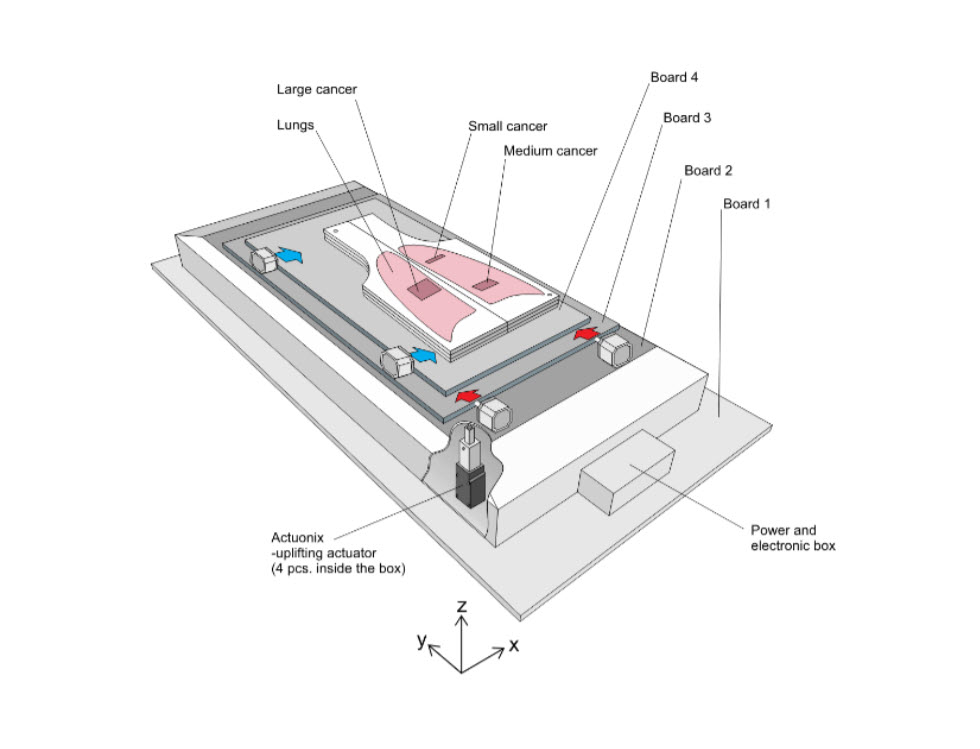 Board 4
Large cancer
Board 3
Lungs
Small cancer
Medium cancer
Board 2
Board 1
Power and
electronic box
Actuonix
-uplifting actuator
(4 pcs. inside the box)
z
y
x